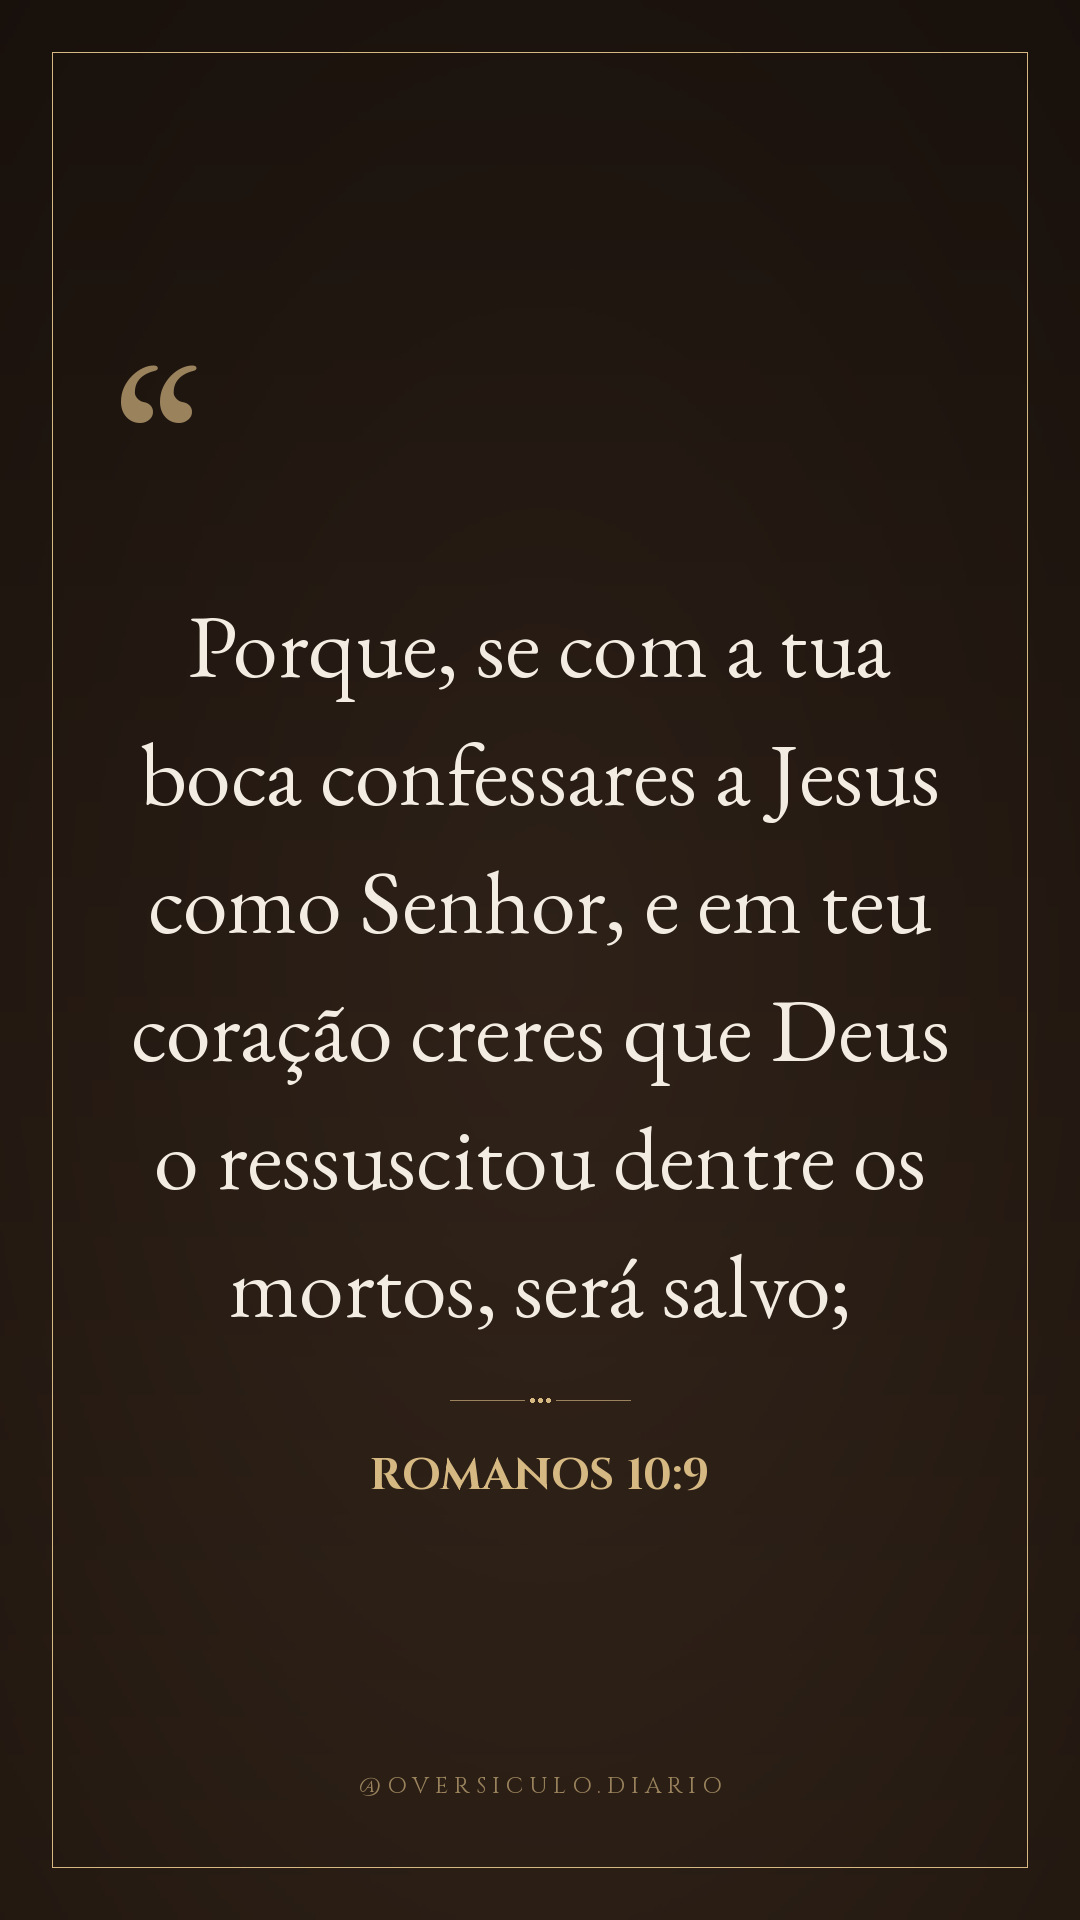 “
Porque, se com a tua
boca confessares a Jesus
como Senhor, e em teu
coração creres que Deus
o ressuscitou dentre os
mortos, será salvo;
ROMANOS 10:9
@OVERSICULO.DIARIO